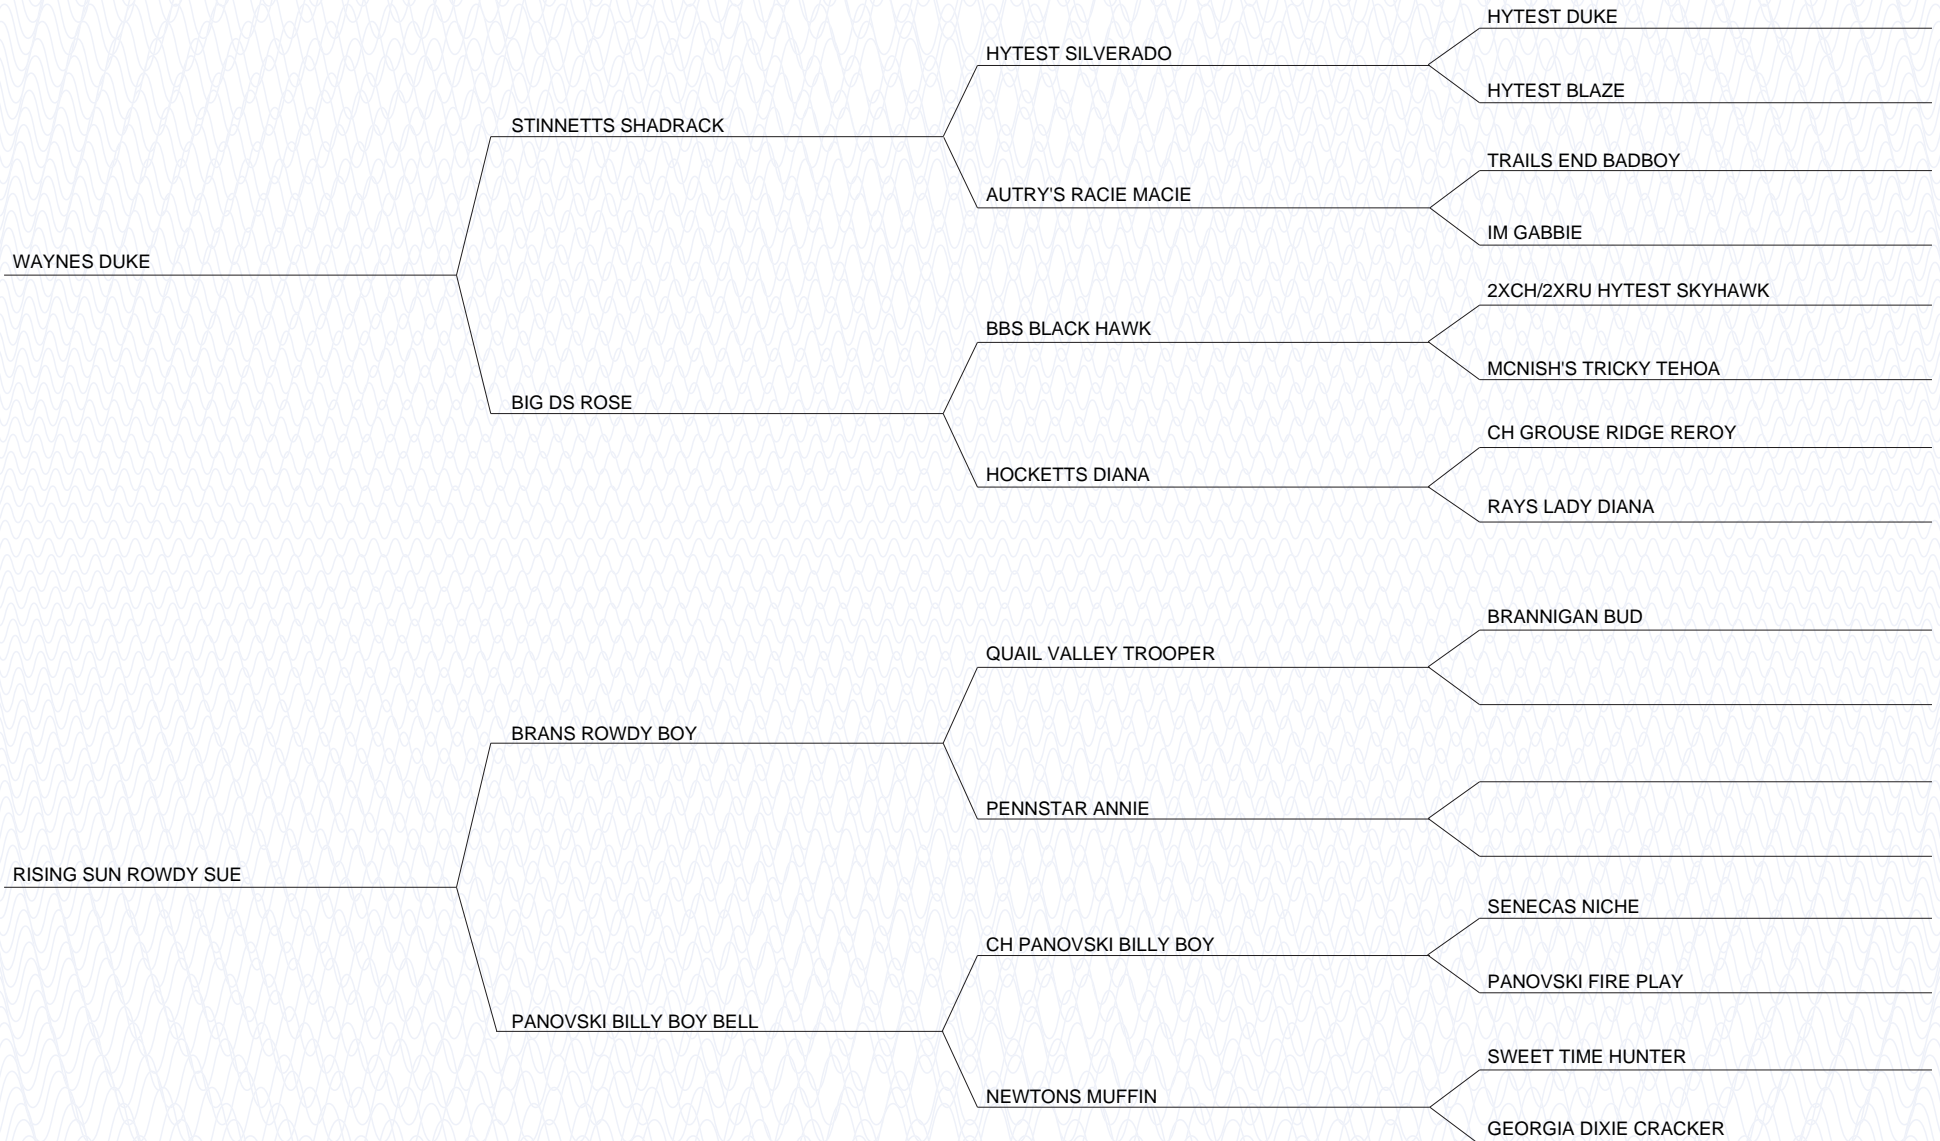 HYTEST DUKE
HYTEST SILVERADO
HYTEST BLAZE
STINNETTS SHADRACK
TRAILS END BADBOY
AUTRY'S RACIE MACIE
IM GABBIE
WAYNES DUKE
2XCH/2XRU HYTEST SKYHAWK
BBS BLACK HAWK
MCNISH'S TRICKY TEHOA
BIG DS ROSE
CH GROUSE RIDGE REROY
HOCKETTS DIANA
RAYS LADY DIANA
BRANNIGAN BUD
QUAIL VALLEY TROOPER
BRANS ROWDY BOY
PENNSTAR ANNIE
RISING SUN ROWDY SUE
SENECAS NICHE
CH PANOVSKI BILLY BOY
PANOVSKI FIRE PLAY
PANOVSKI BILLY BOY BELL
SWEET TIME HUNTER
NEWTONS MUFFIN
GEORGIA DIXIE CRACKER